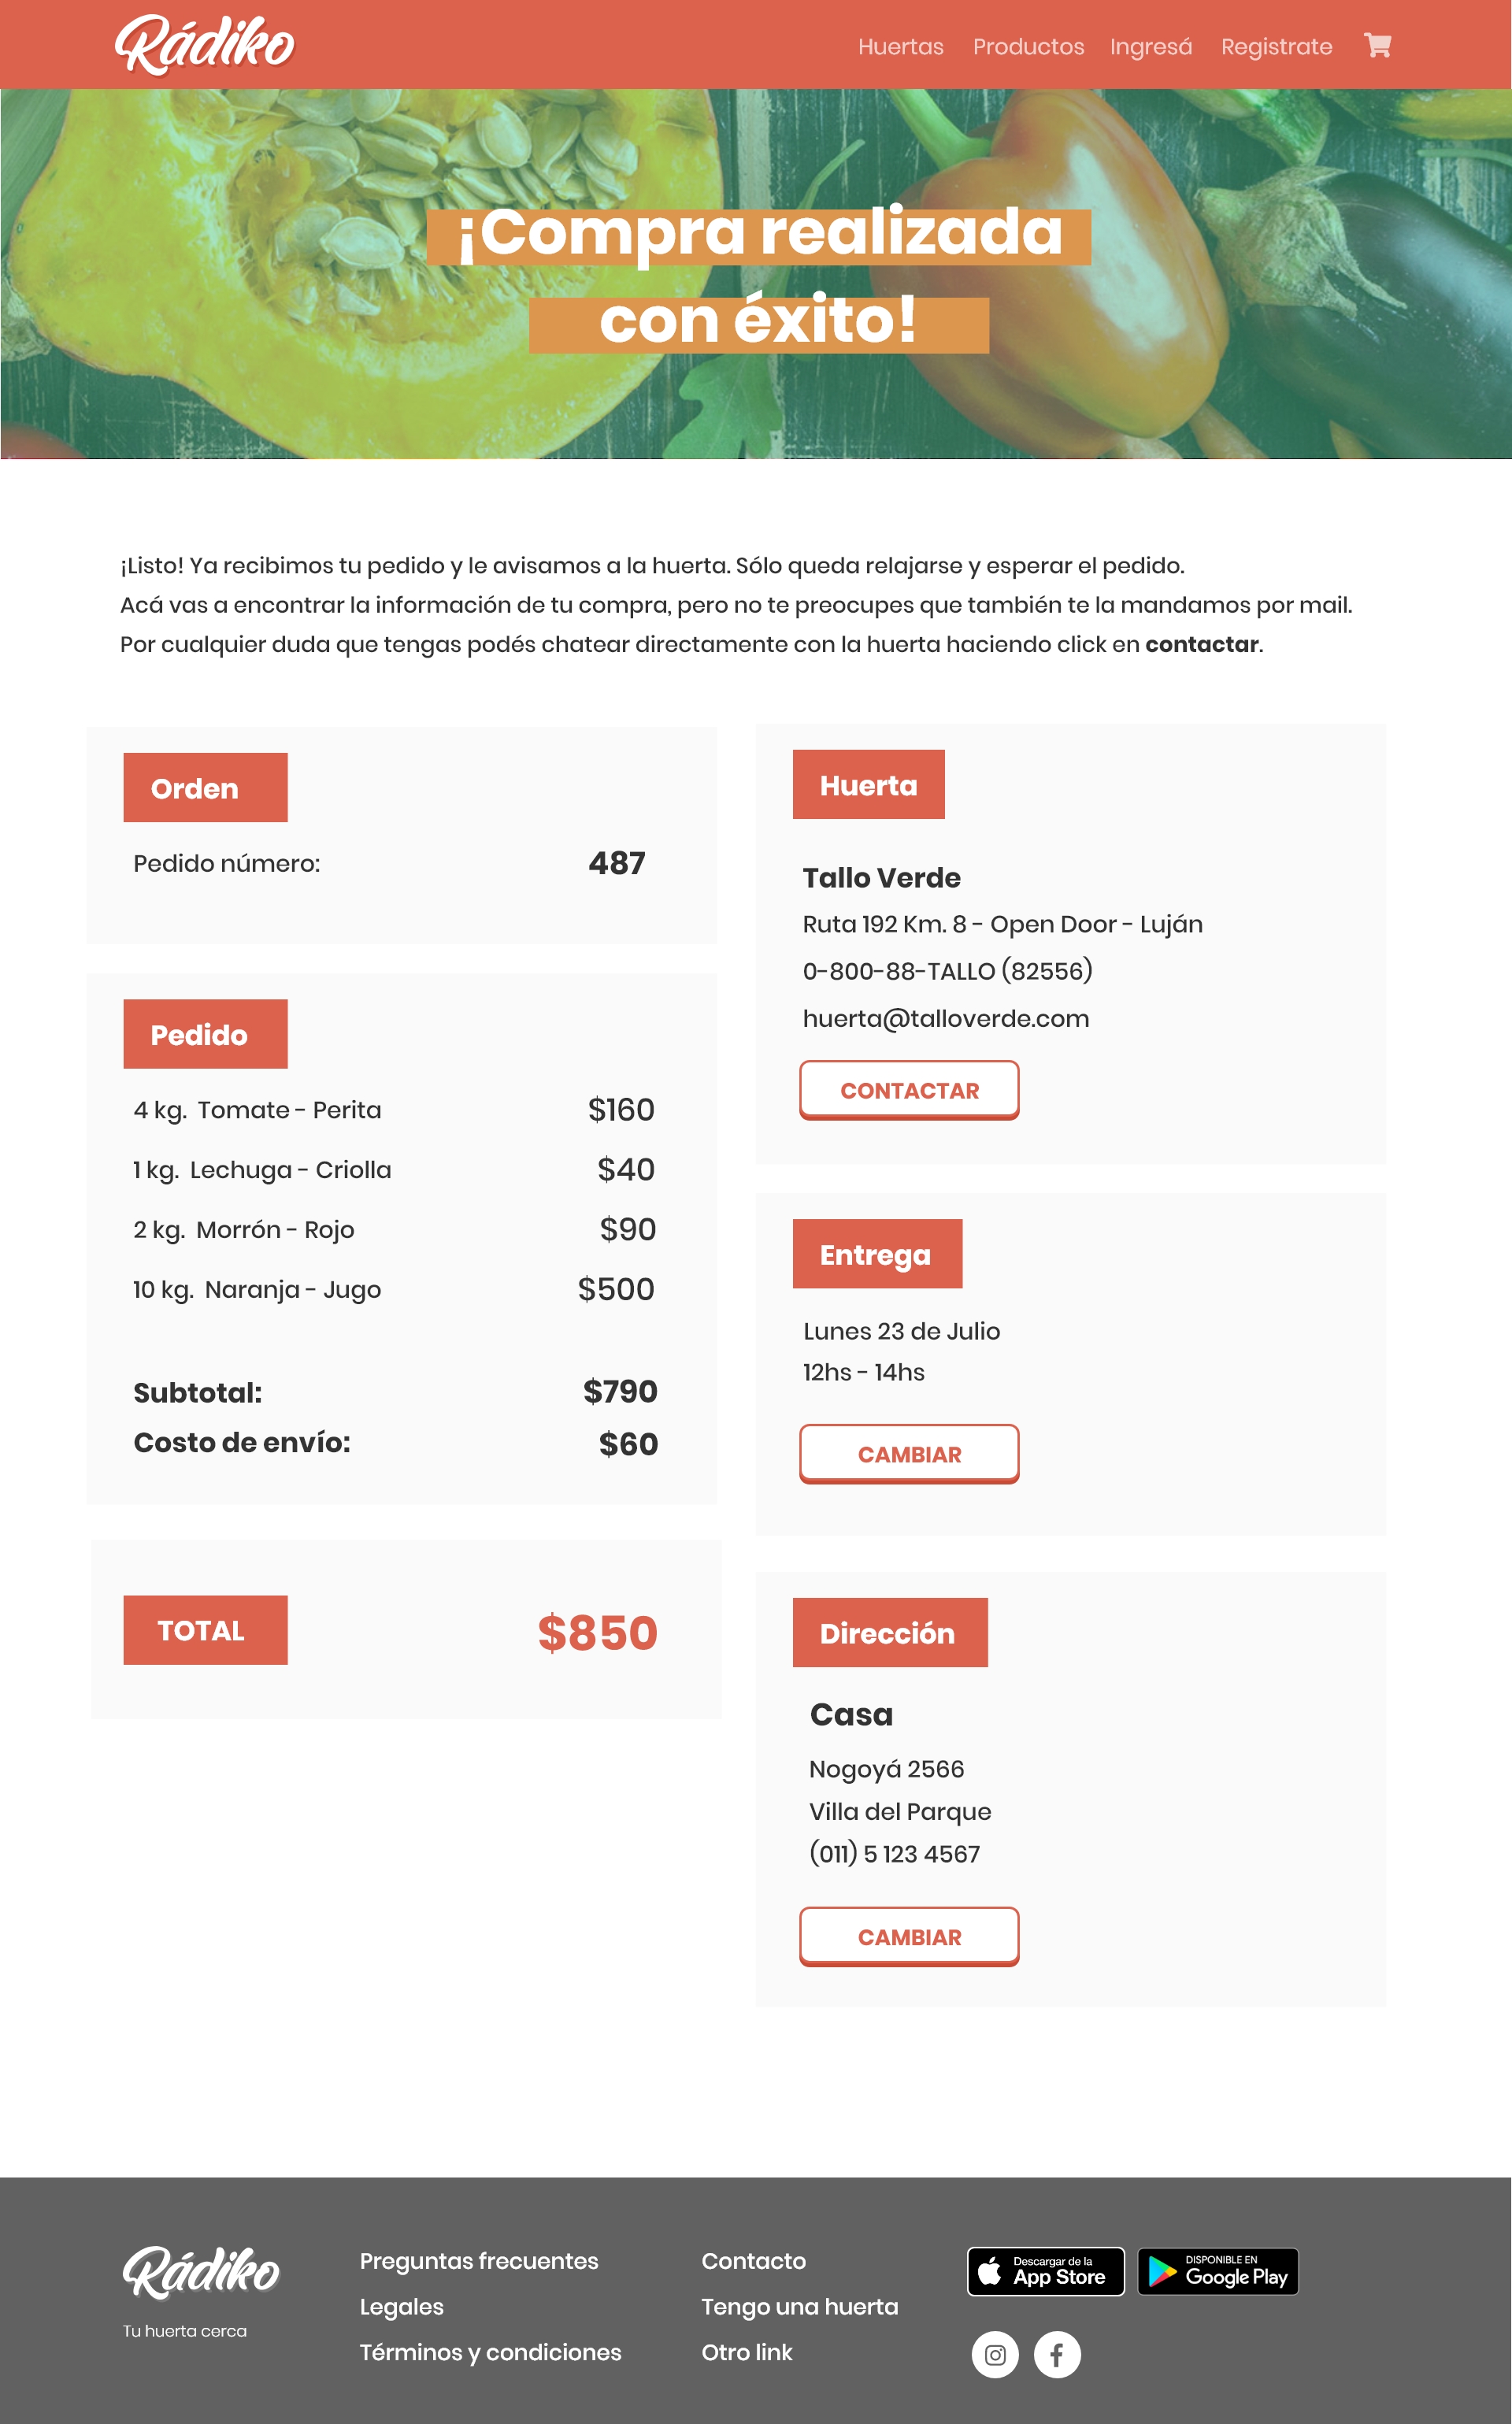 Rádiko
Huertas Productos Ingresá Registrate
¡Compra realizada
con éxito!
¡Listo! Ya recibimos tu pedido y le avisamos a la huerta. Sólo queda relajarse y esperar el pedido.
Acá vas a encontrar la información de tu compra, pero no te preocupes que también te la mandamos por mail.
Por cualquier duda que tengas podés chatear directamente con la huerta haciendo click en contactar.
Orden
Pedido número: 487
Pedido
4 kg. Tomate - Perita $160
1 kg. Lechuga - Criolla $40
2 kg. Morrón - Rojo $90
10 kg. Naranja - Jugo $500
Subtotal: $790
Costo de envío: $60
TOTAL $850
Huerta
Tallo Verde
Ruta 192 Km. 8 - Open Door - Luján
0-800-88-TALLO (82556)
huerta@talloverde.com
CONTACTAR
Entrega
Lunes 23 de Julio
12hs - 14hs
CAMBIAR
Dirección
Casa
Nogoyá 2566
Villa del Parque
(011) 5 123 4567
CAMBIAR
Rádiko
Tu huerta cerca
Preguntas frecuentes
Legales
Términos y condiciones
Contacto
Tengo una huerta
Otro link
Descargar de la
App Store
DISPONIBLE EN
Google Play